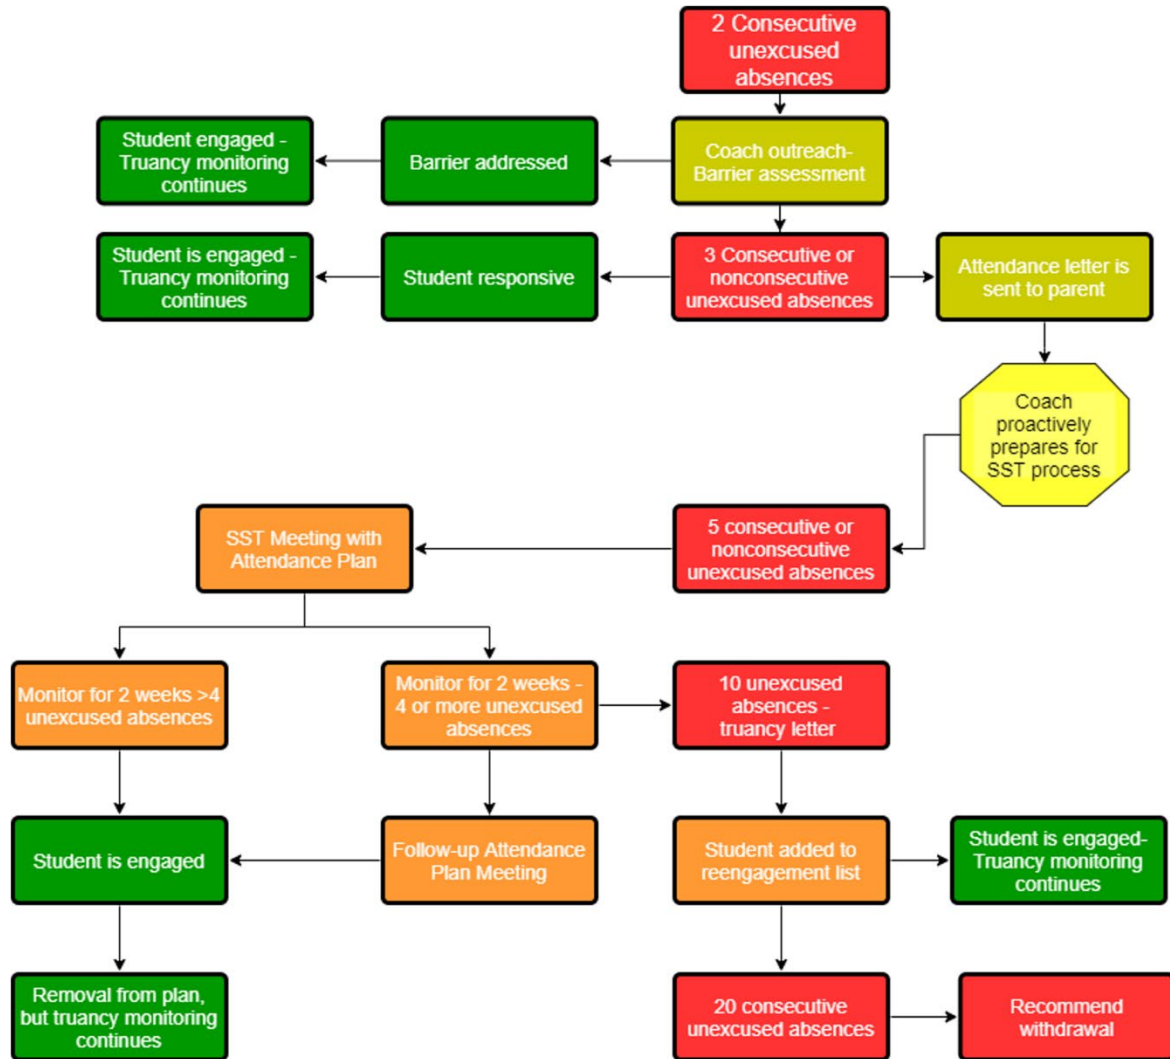 2 Consecutive
unexcused
absences
Student engaged -
Truancy monitoring
continues
Barrier addressed
Coach outreach-
Barrier assessment
Student is engaged -
Truancy monitoring
continues
Student responsive
3 Consecutive or
nonconsecutive
unexcused absences
Attendance letter is
sent to parent
Coach
proactively
prepares for
SST process
SST Meeting with
Attendance Plan
5 consecutive or
nonconsecutive
unexcused absences
Monitor for 2 weeks >4
unexcused absences
Monitor for 2 weeks -
4 or more unexcused
absences
10 unexcused
absences -
truancy letter
Student is engaged
Follow-up Attendance
Plan Meeting
Student added to
reengagement list
Student is engaged-
Truancy monitoring
continues
Removal from plan,
but truancy monitoring
continues
20 consecutive
unexcused absences
Recommend
withdrawal